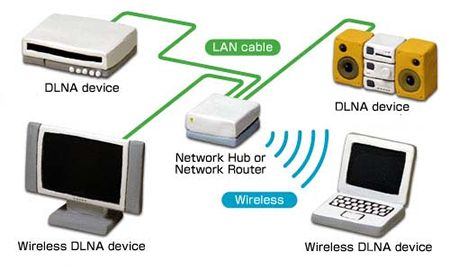 LAN cable
DLNA device
DLNA device
Network Hub or
Network Router
Wireless
Wireless DLNA device
Wireless DLNA device